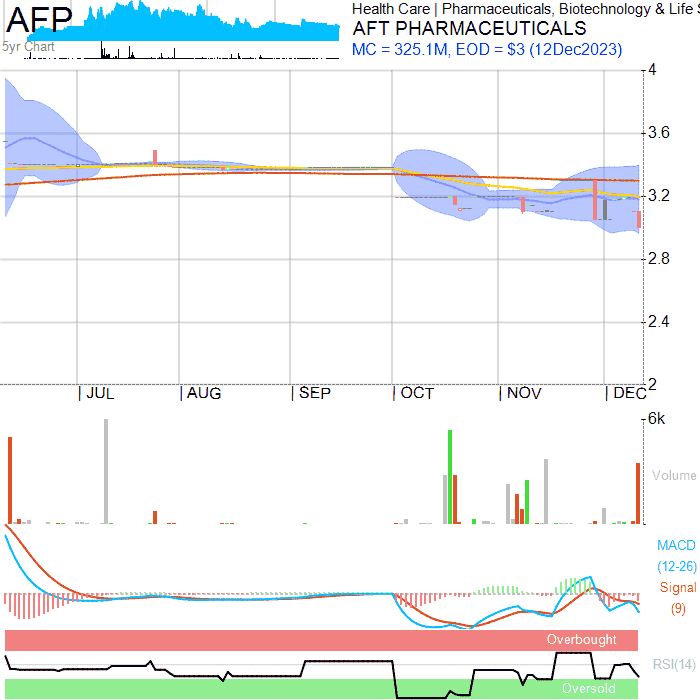 AFP
Health Care | Pharmaceuticals, Biotechnology & Life S
AFT PHARMACEUTICALS
5yr Chart
MC = 325.1M, EOD = $3 (12Dec2023)
4
3.6
3.2
2.8
2.4
2
| JUL | AUG | SEP | OCT | NOV | DEC
6k
Volume
MACD
(12-26)
Signal
(9)
Overbought
RSI(14)
Oversold